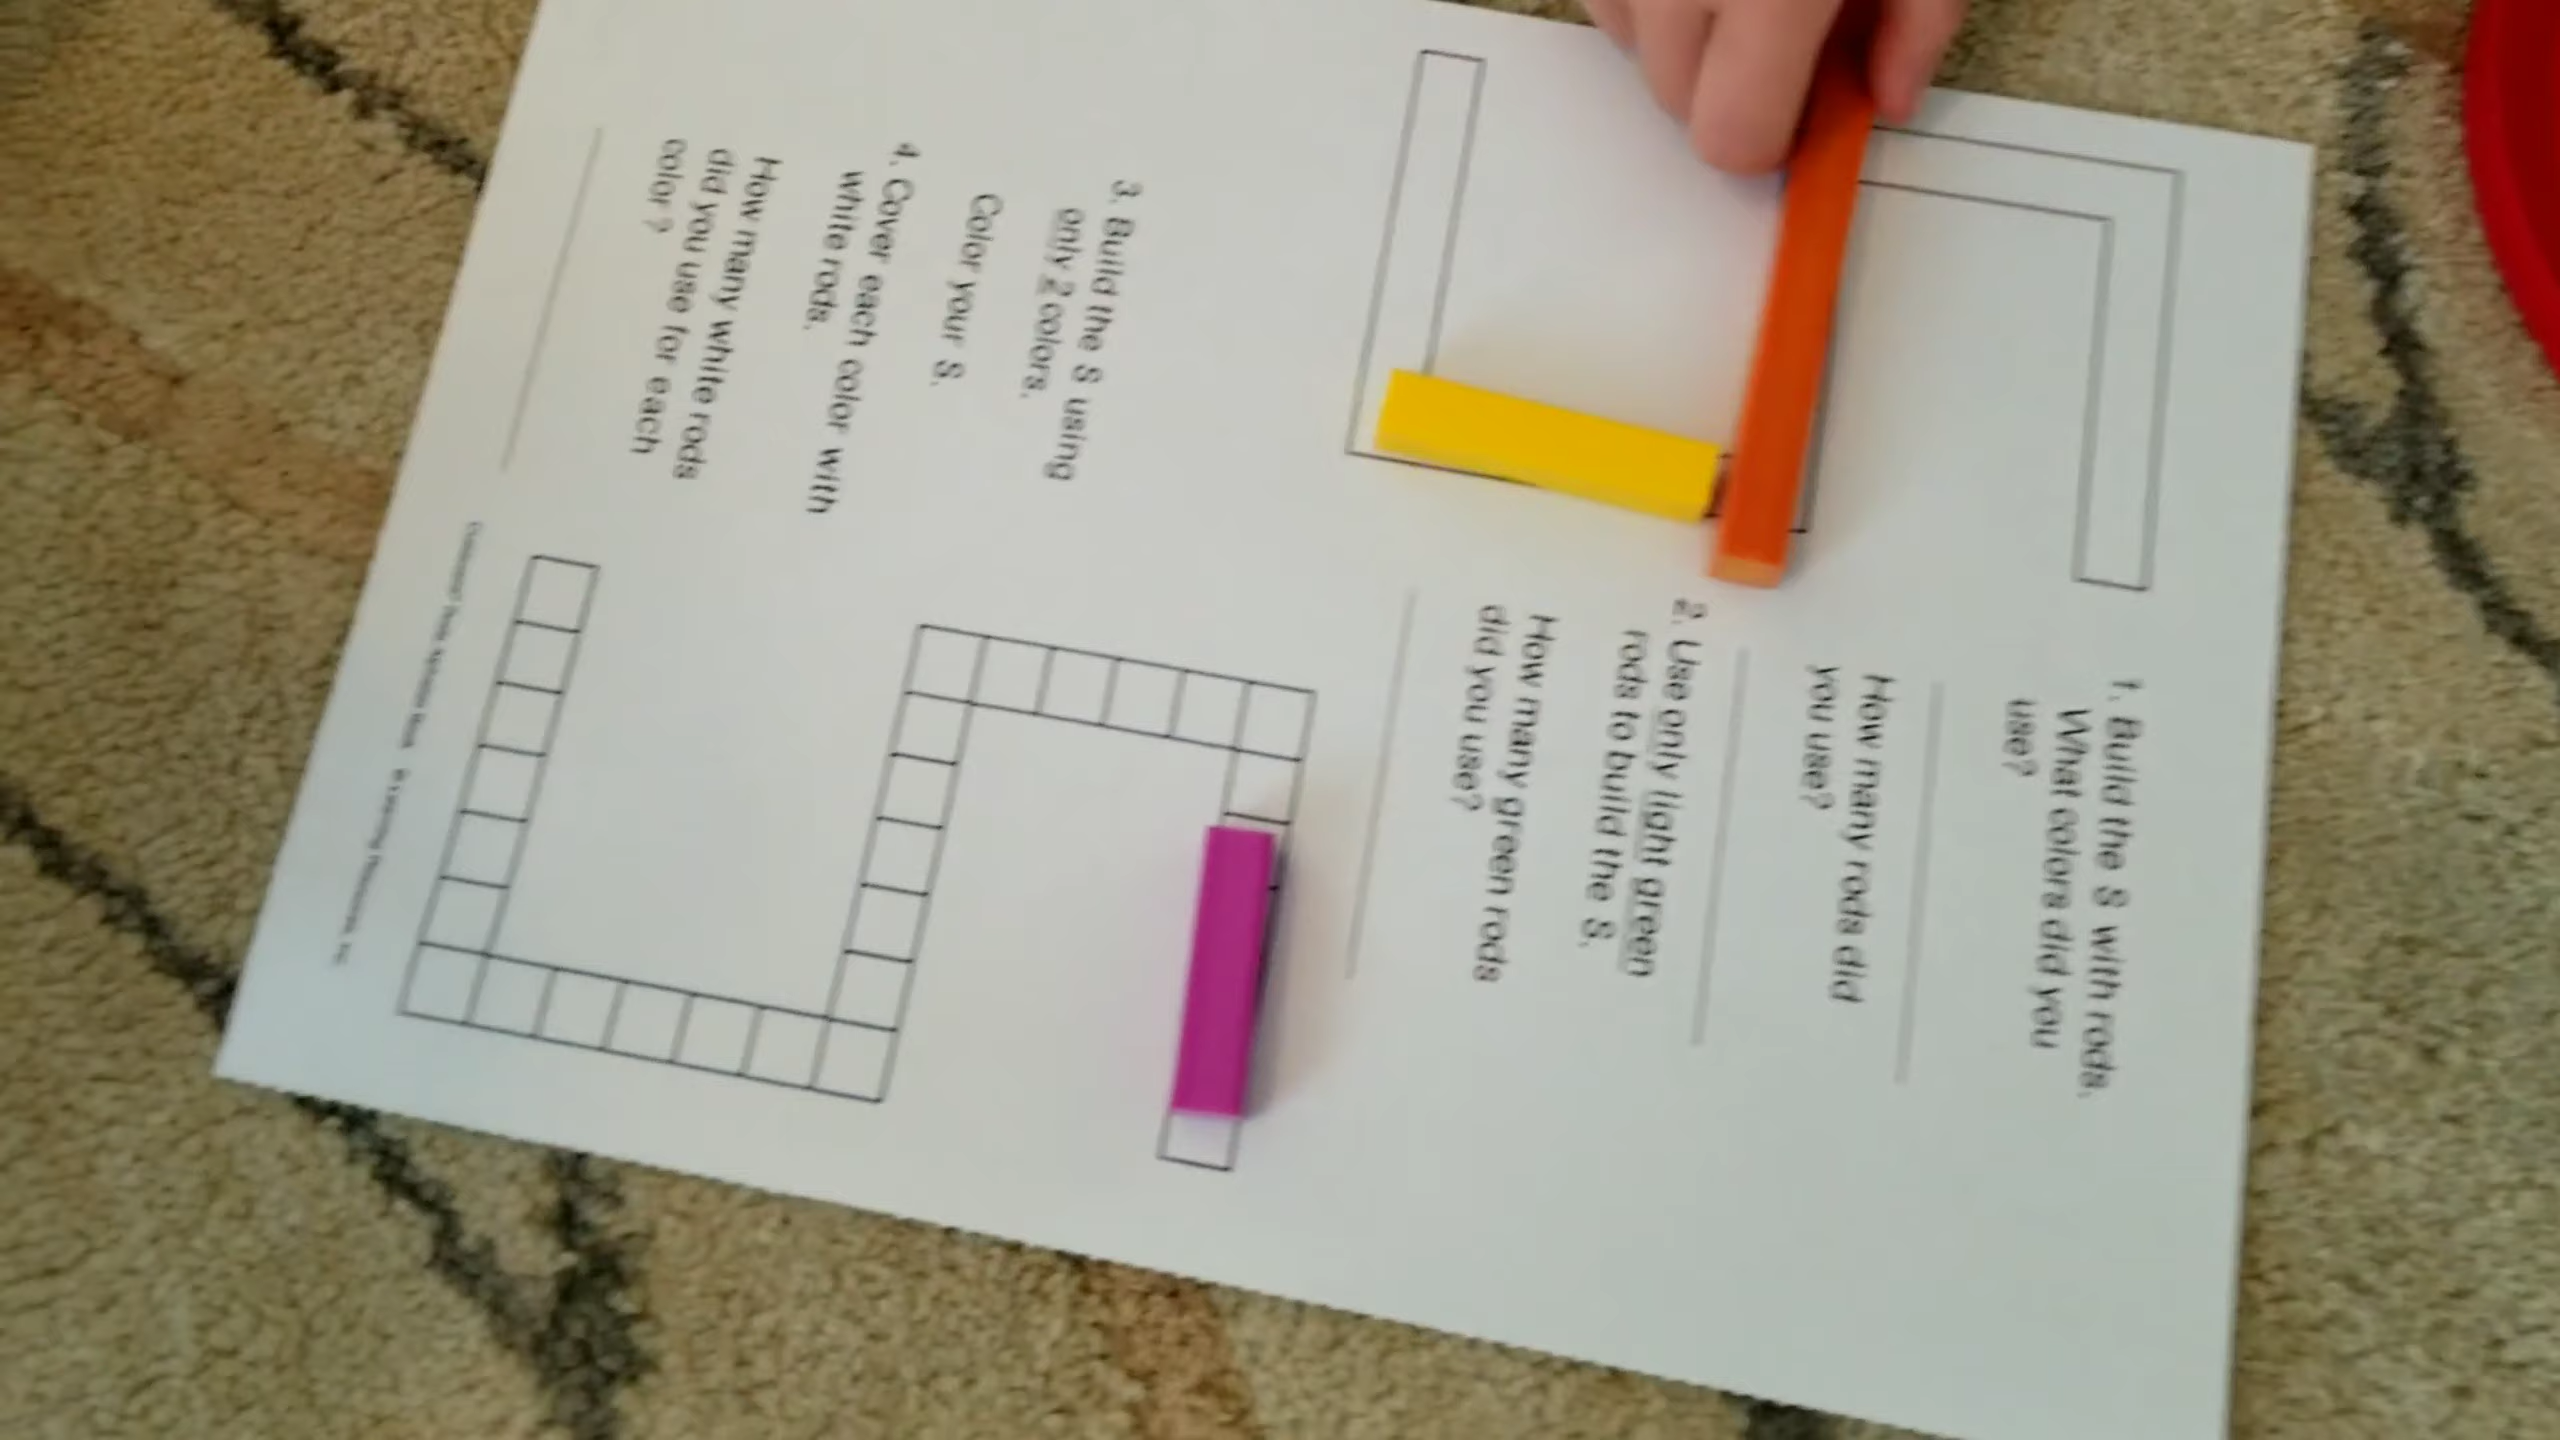 1. Build the S with rods.
What colors did you
use?
How many rods did
you use?
2. Use only light green
rods to build the S.
How many green rods
did you use?
3. Build the S using
only 2 colors.
Color your S.
4. Cover each color with
white rods.
How many white rods
did you use for each
color?